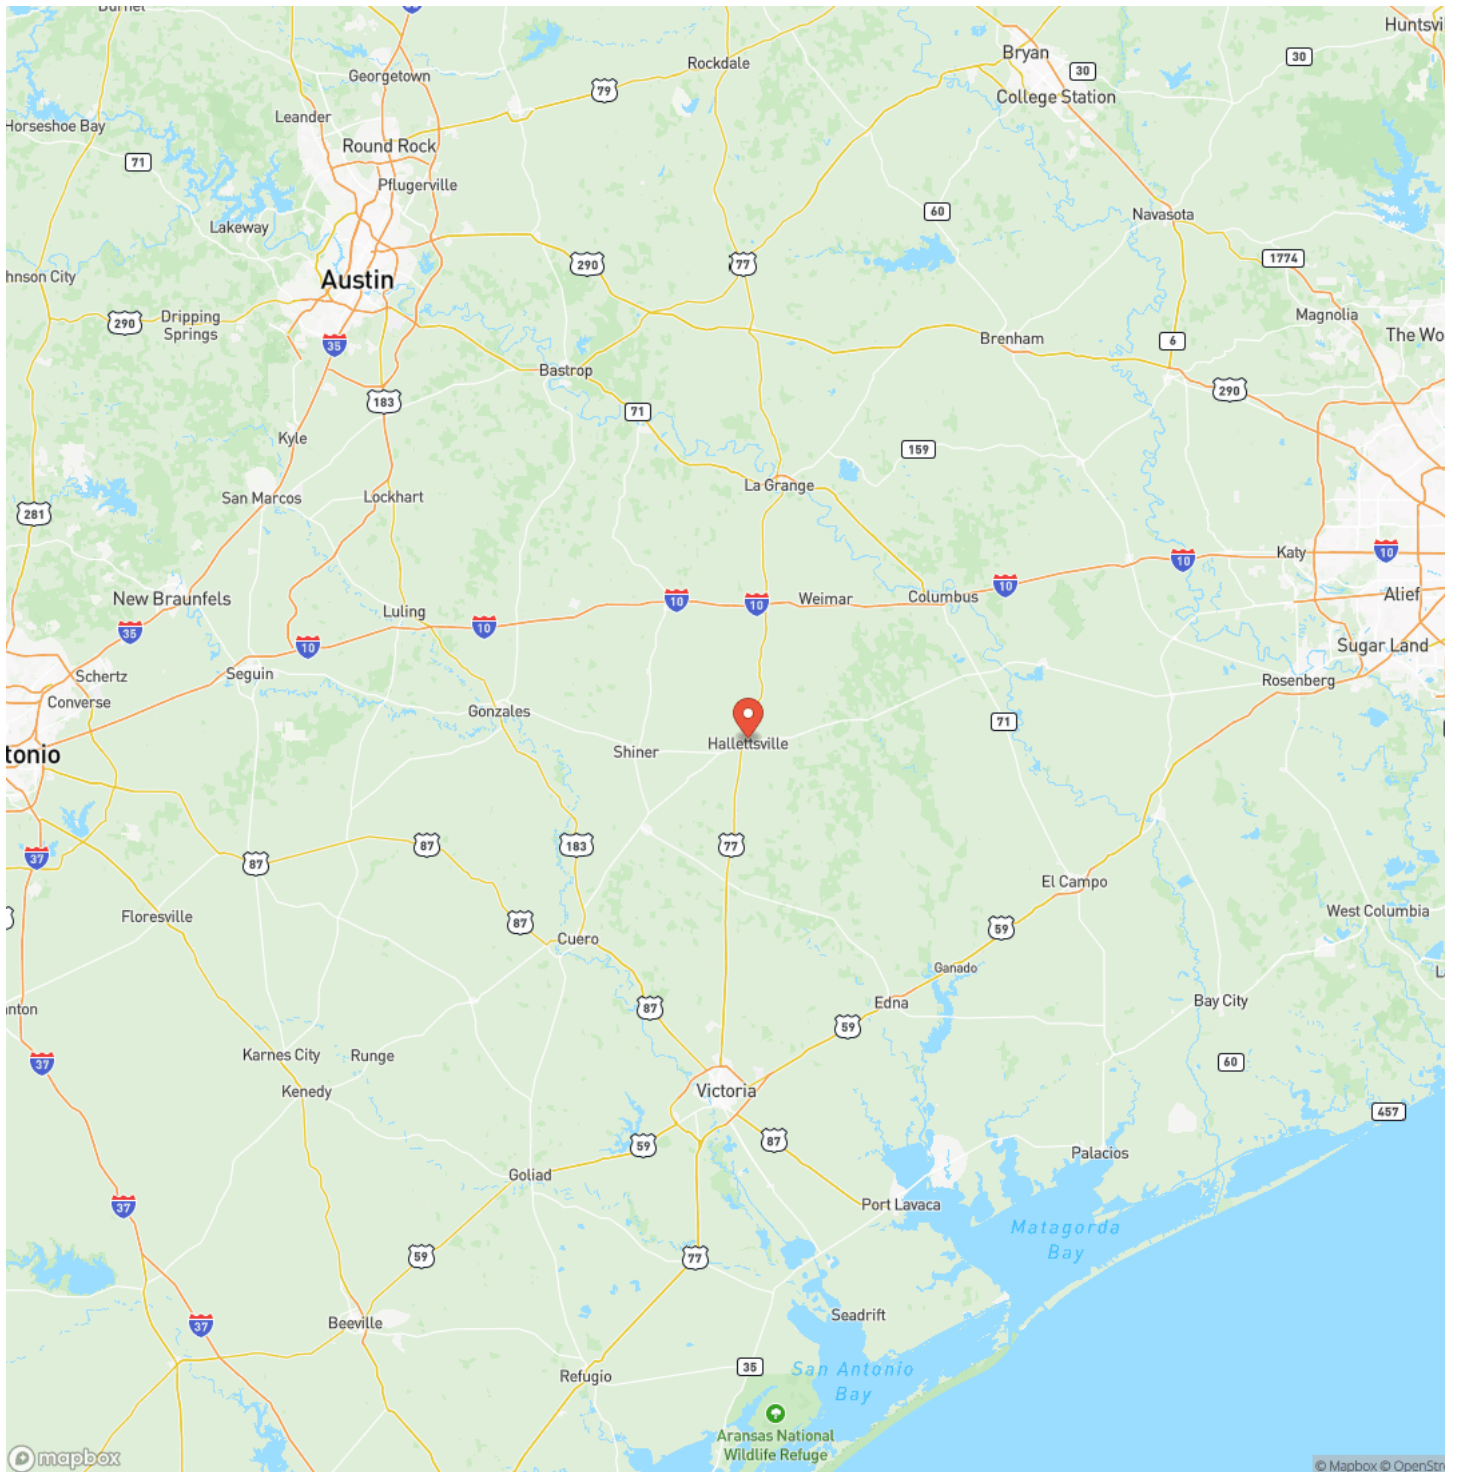 Burnet
Huntsvi
Rockdale
Bryan
30
30
Georgetown
79
College Station
Leander
Horseshoe Bay
Round Rock
71
Pflugerville
60
Navasota
Lakeway
290
77
1774
hnson City
Austin
Magnolia
290
Dripping
Springs
35
Brenham
6
The Wo
Bastrop
290
183
71
Kyle
159
La Grange
San Marcos
Lockhart
281
10
Katy
10
New Braunfels
10
10
Weimar
Columbus
10
Alief
35
Luling
10
10
Sugar Land
Schertz
Seguin
Rosenberg
Converse
Gonzales
71
tonio
Shiner
Hallettsville
37
87
87
183
77
El Campo
Floresville
87
59
West Columbia
Cuero
Ganado
L
nton
87
Edna
Bay City
59
37
Karnes City
Runge
60
Kenedy
Victoria
457
59
87
Palacios
Goliad
37
Port Lavaca
Matagorda
Bay
59
77
37
Beeville
Seadrift
Refugio
35
San Antonio
Bay
Aransas National
Wildlife Refuge
mapbox
© Mapbox © OpenStre